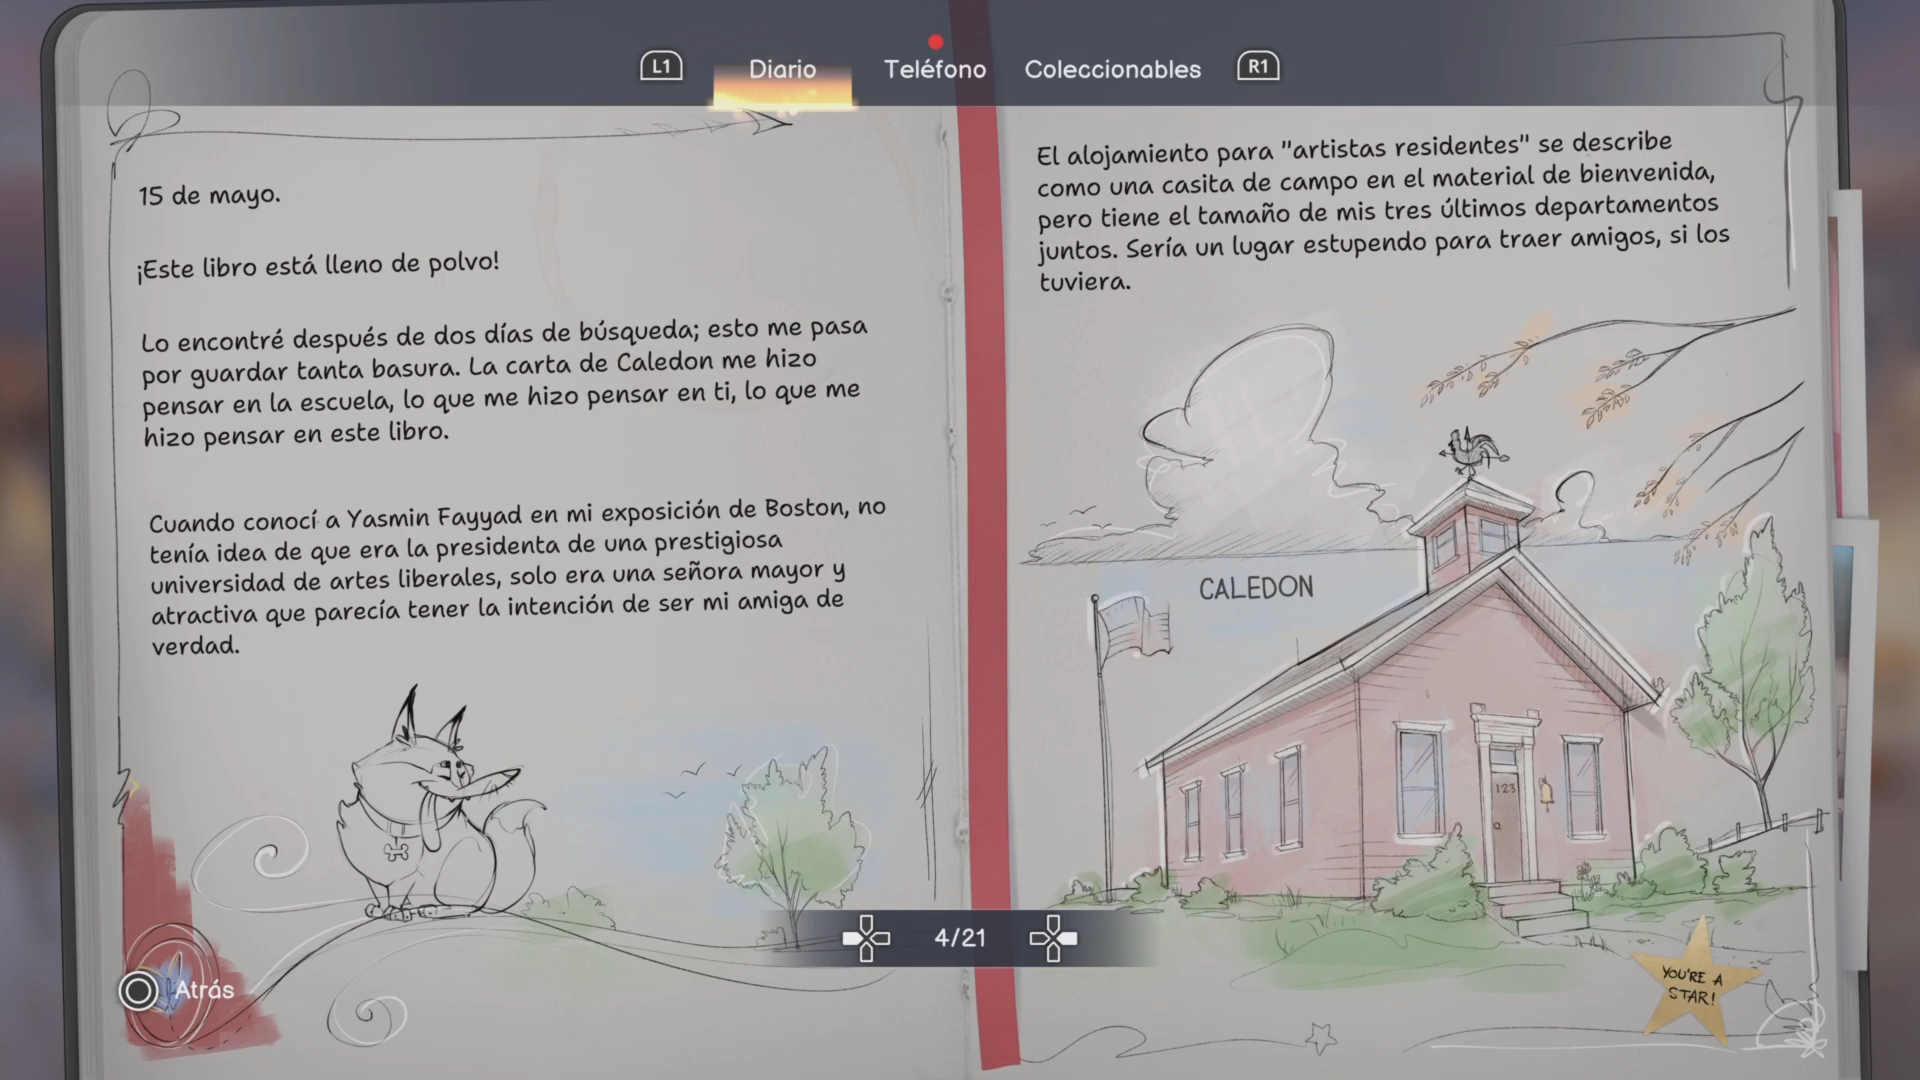 L1
Diario
Teléfono
Coleccionables
R1
15 de mayo.
¡Este libro está lleno de polvo!
Lo encontré después de dos días de búsqueda; esto me pasa
por guardar tanta basura. La carta de Caledon me hizo
pensar en la escuela, lo que me hizo pensar en ti, lo que me
hizo pensar en este libro.
Cuando conocí a Yasmin Fayyad en mi exposición de Boston, no
tenía idea de que era la presidenta de una prestigiosa
universidad de artes liberales, solo era una señora mayor y
atractiva que parecía tener la intención de ser mi amiga de
verdad.
El alojamiento para "artistas residentes" se describe
como una casita de campo en el material de bienvenida,
pero tiene el tamaño de mis tres últimos departamentos
juntos. Sería un lugar estupendo para traer amigos, si los
tuviera.
CALEDON
123
4/21
Atrás
YOU'RE A
STAR!